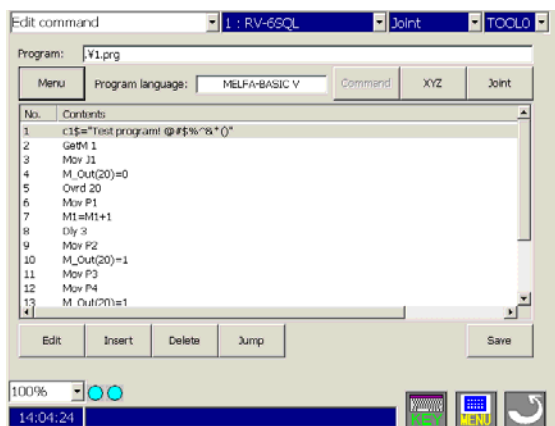 Edit command 1 : RV-6SQL Joint TOOL0
Program: .¥1.prg
Menu Program language: MELFA-BASIC V Command XYZ Joint
No. Contents
1 c1$="Test program! @#$%^&*()"
2 GetM 1
3 Mov J1
4 M_Out(20)=0
5 Ovrd 20
6 Mov P1
7 M1=M1+1
8 Dly 3
9 Mov P2
10 M_Out(20)=1
11 Mov P3
12 Mov P4
13 M_Out(20)=1
Edit Insert Delete Jump Save
100%
14:04:24 KEY MENU